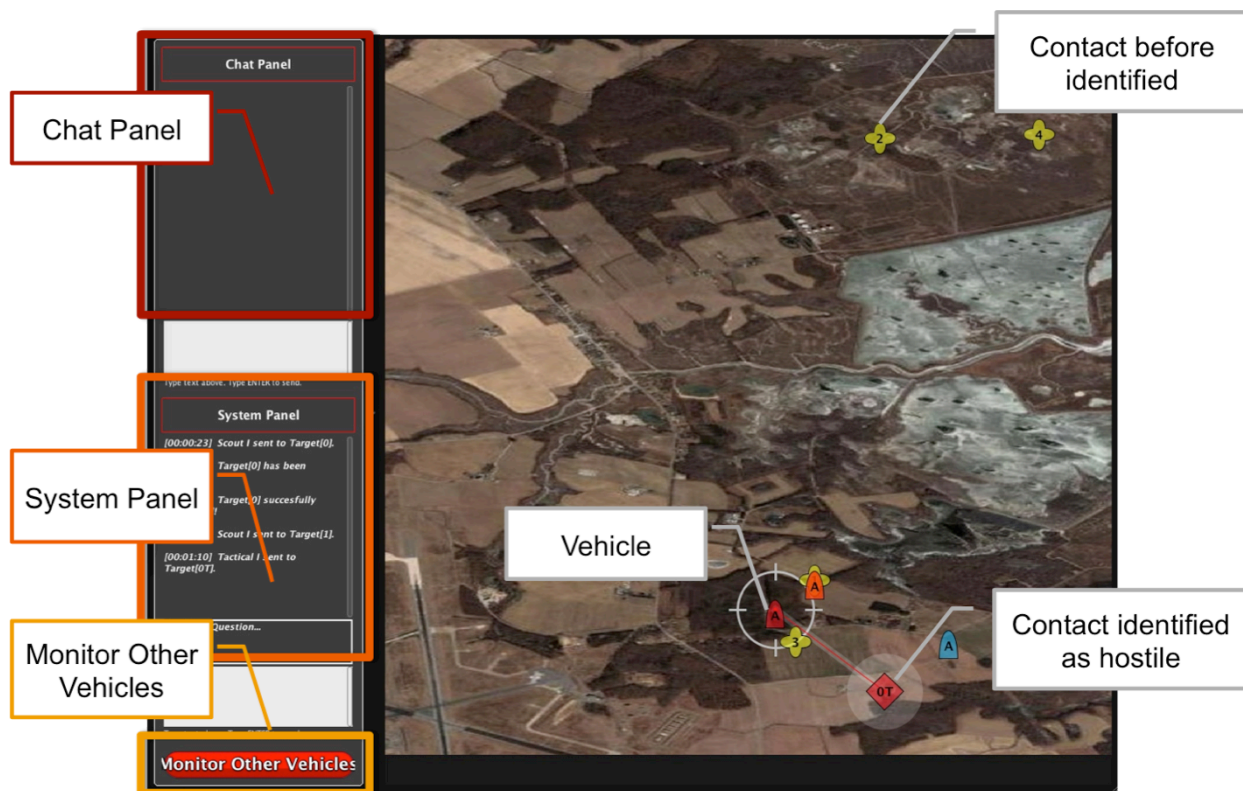 Chat Panel
Contact before
identified
Chat Panel
2
4
Type text above. Type ENTER to send.
System Panel
[00:00:23] Scout I sent to Target[0].
Target[0] has been
System Panel
Target[0] succesfully
Scout I sent to Target[1].
[00:01:10] Tactical I sent to
Target[0T].
Vehicle
A
A
Question...
3
A
Contact identified
as hostile
0T
Monitor Other
Vehicles
Monitor Other Vehicles